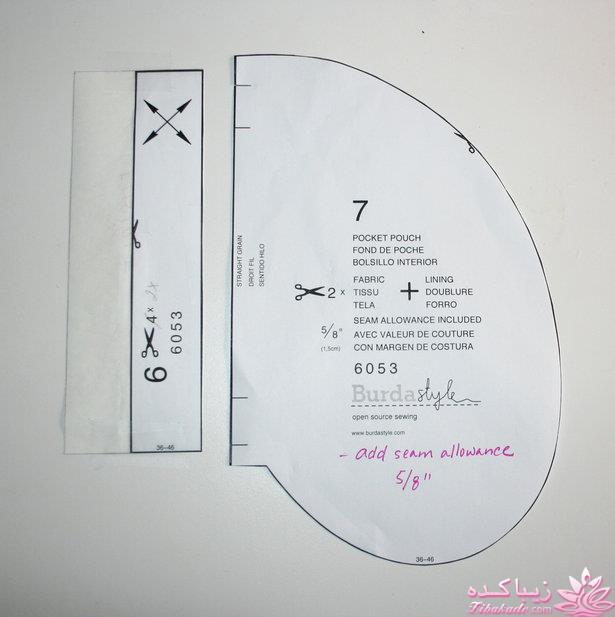 6
4x 2x
6053
36-46
STRAIGHT GRAIN
DROIT FIL
SENTIDO HILO
7
POCKET POUCH
FOND DE POCHE
BOLSILLO INTERIOR
2 x
FABRIC
TISSU
TELA
+
LINING
DOUBLURE
FORRO
5/8"
(1,5cm)
SEAM ALLOWANCE INCLUDED
AVEC VALEUR DE COUTURE
CON MARGEN DE COSTURA
6053
Burdastyle
open source sewing
www.burdastyle.com
- add seam allowance
5/8"
36-46
زیباکده
Zibakade.com